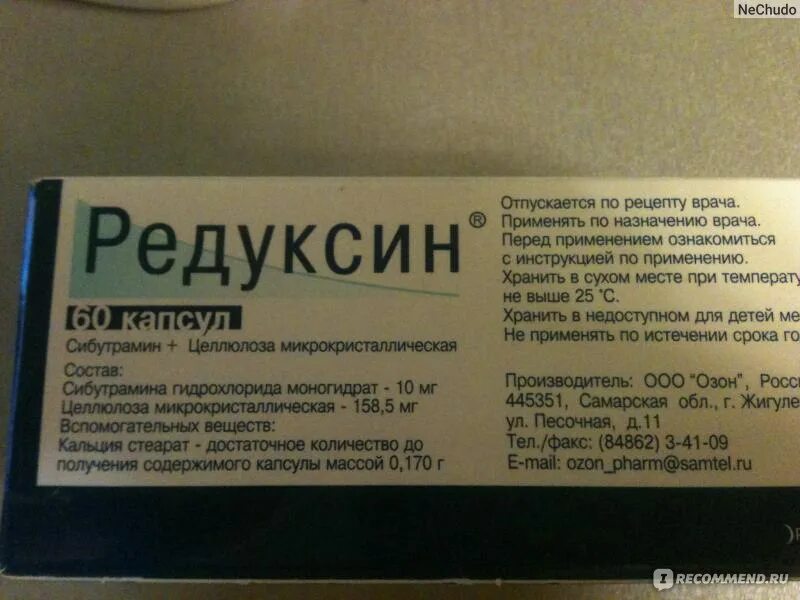 NeChudo
Редуксин®
60 капсул
Сибутрамин + Целлюлоза микрокристаллическая
Состав:
Сибутрамина гидрохлорида моногидрат - 10 мг
Целлюлоза микрокристаллическая - 158,5 мг
Вспомогательных веществ:
Кальция стеарат - достаточное количество до
получения содержимого капсулы массой 0,170 г
Отпускается по рецепту врача.
Применять по назначению врача.
Перед применением ознакомиться
с инструкцией по применению.
Хранить в сухом месте при температу
не выше 25 °С.
Хранить в недоступном для детей ме
Не применять по истечении срока го
Производитель: ООО "Озон", Росси
445351, Самарская обл., г. Жигуле
ул. Песочная, д.11
Тел./факс: (84862) 3-41-09
E-mail: ozon_pharm@samtel.ru
IRECOMMEND.RU